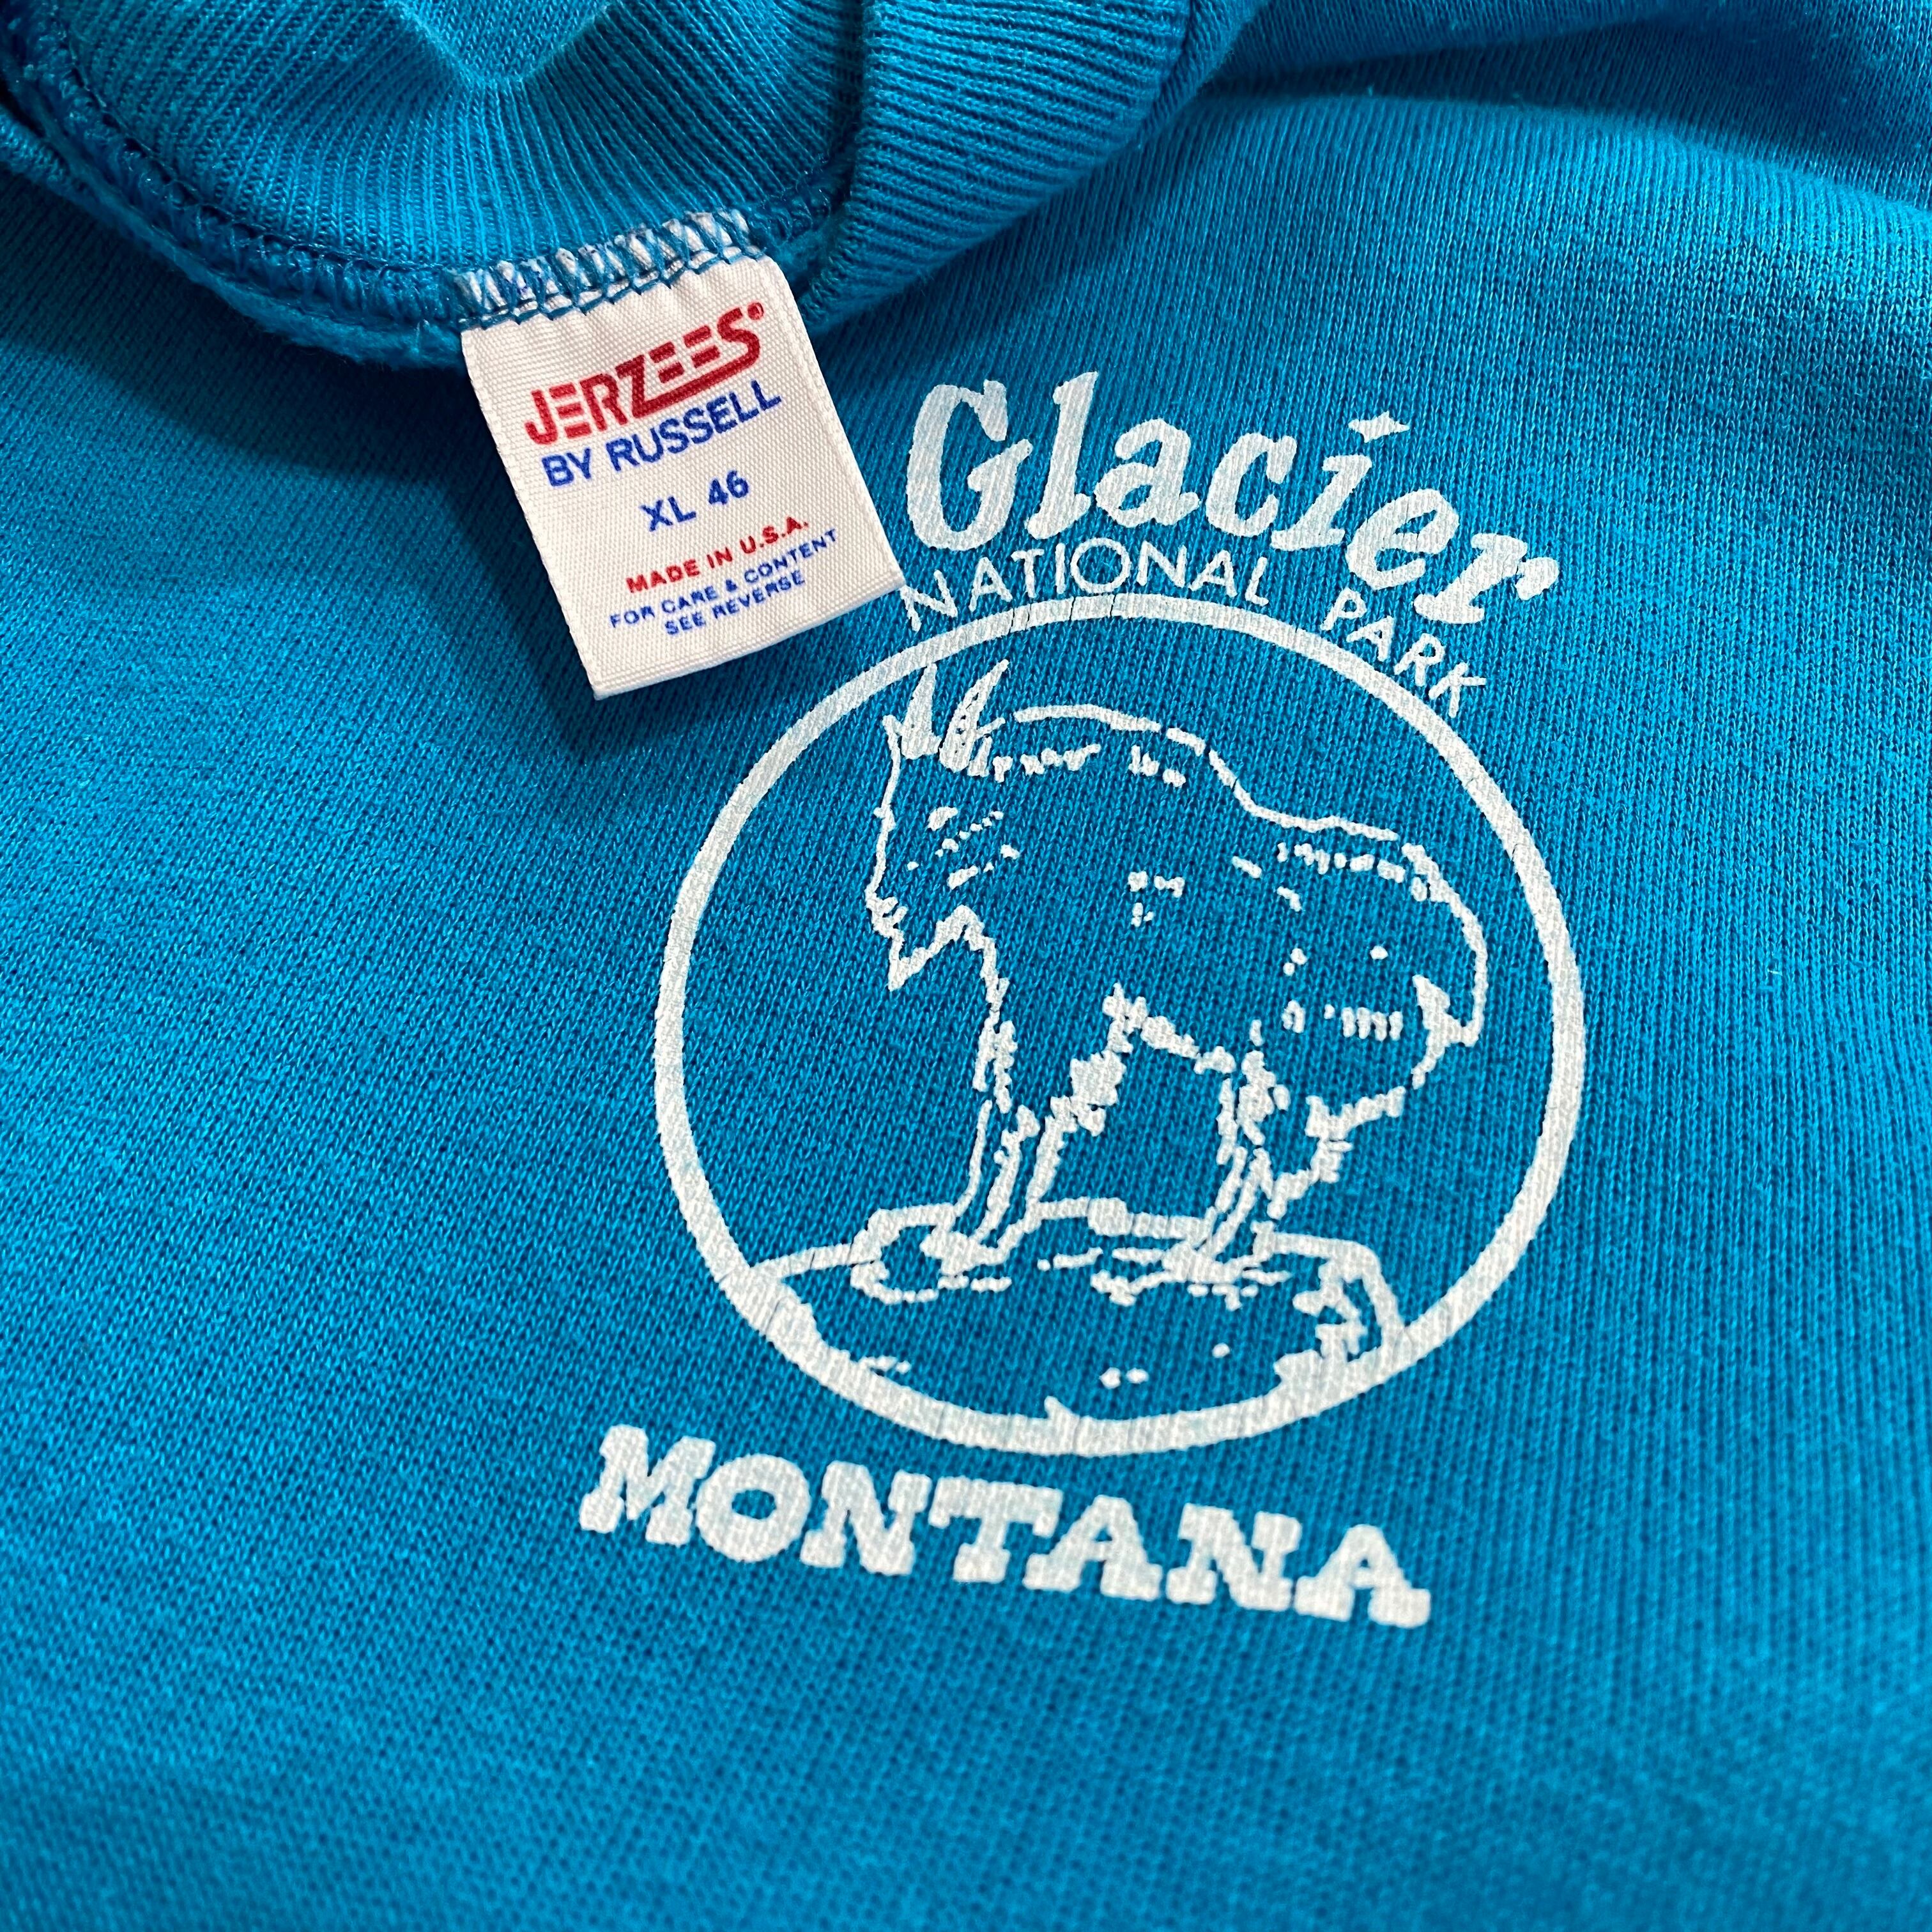 JERZEES®
BY RUSSELL
XL 46
MADE IN U.S.A.
FOR CARE & CONTENT
SEE REVERSE
Glacier
NATIONAL PARK
MONTANA